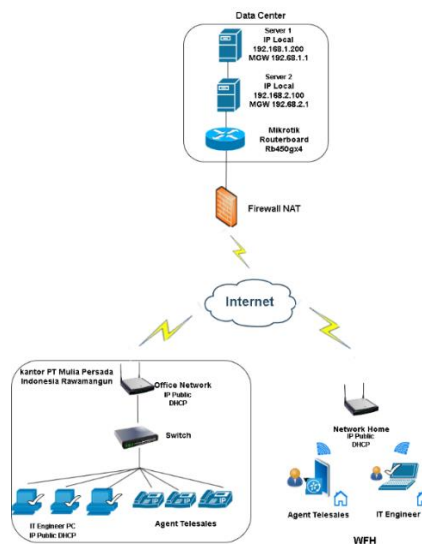 Data Center
Server 1
IP Local
192.168.1.200
MGW 192.68.1.1
Server 2
IP Local
192.168.2.100
MGW 192.68.2.1
Mikrotik
Routerboard
Rb450gx4
Firewall NAT
Internet
kantor PT Mulia Persada
Indonesia Rawamangun
Office Network
IP Public
DHCP
Switch
IT Engineer PC
IP Public DHCP
Agent Telesales
Network Home
IP Public
DHCP
Agent Telesales
IT Engineer
WFH